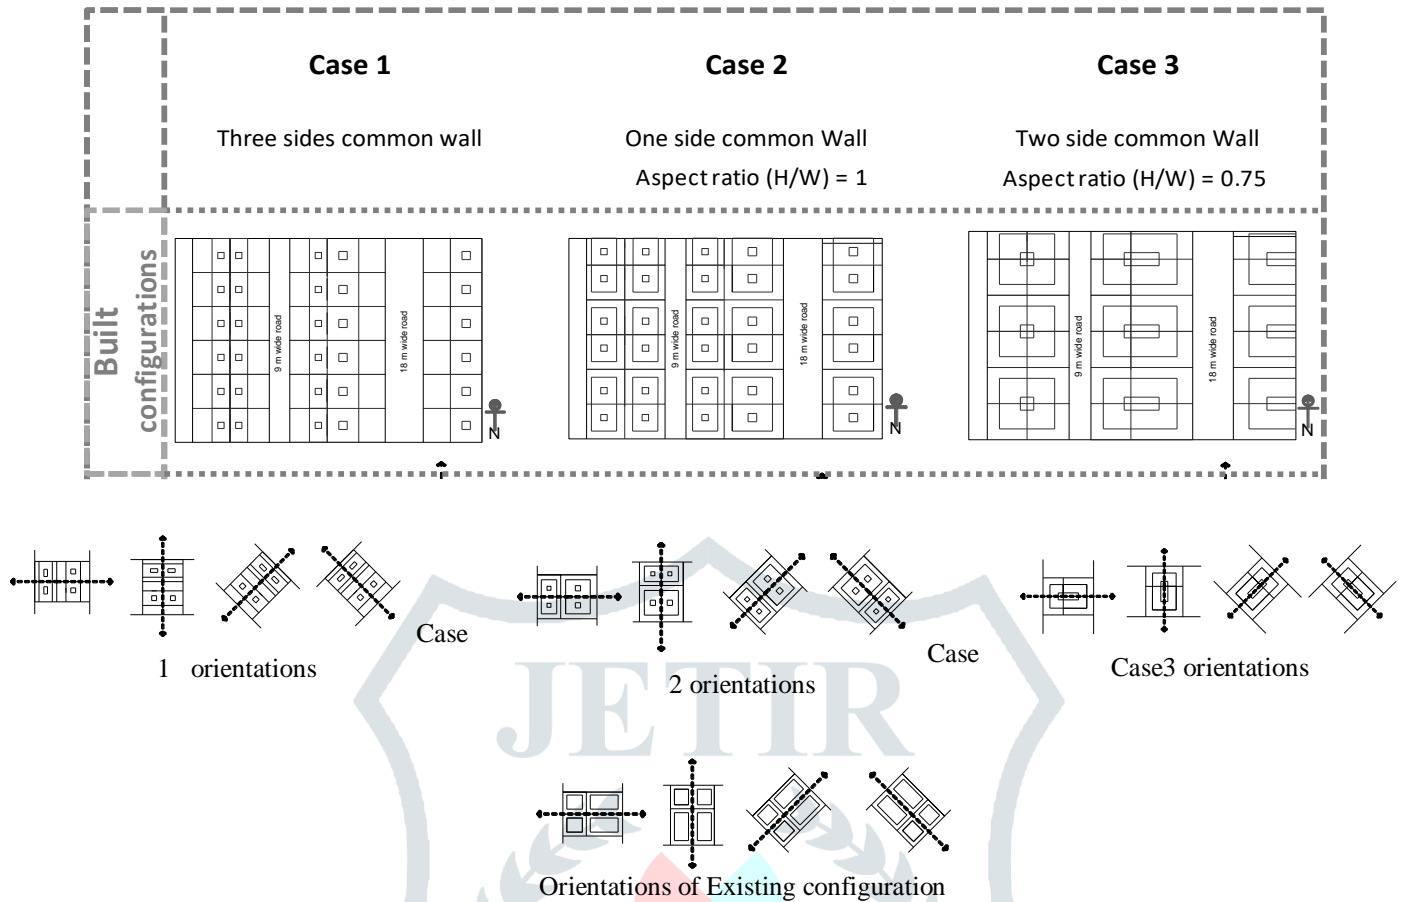 Case 1
Case 2
Case 3
Three sides common wall
One side common Wall
Two side common Wall
Aspect ratio (H/W) = 1
Aspect ratio (H/W) = 0.75
Built
configurations
9 m wide road
18 m wide road
N
9 m wide road
18 m wide road
N
9 m wide road
18 m wide road
N
Case
1 orientations
Case
2 orientations
Case3 orientations
JETIR
Orientations of Existing configuration